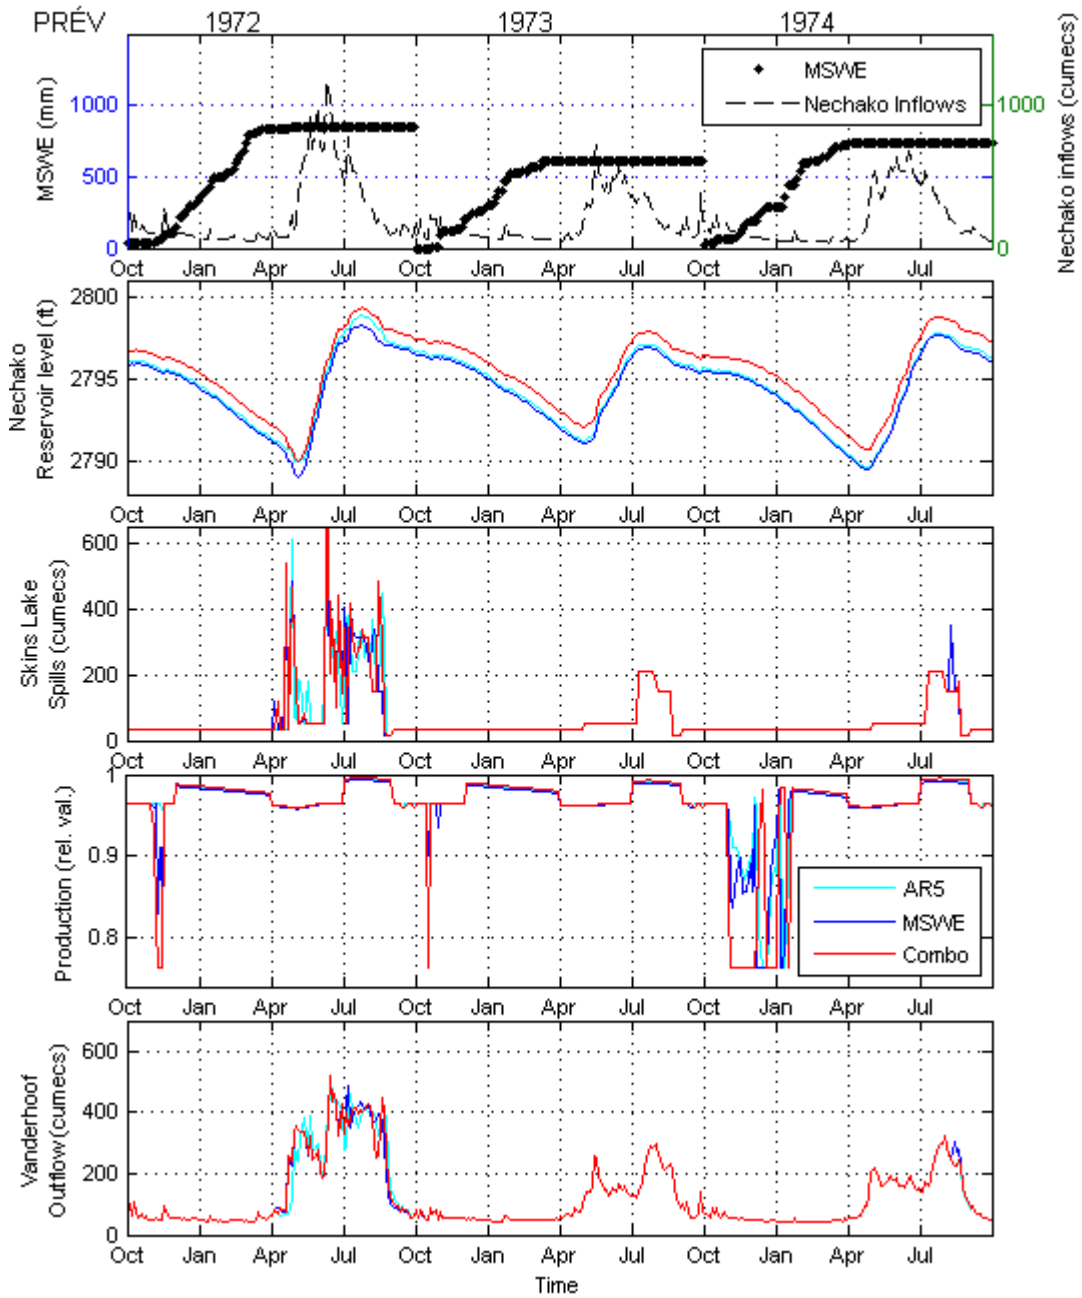 PRÉV 1972 1973 1974
MSWE (mm)
1000
500
0
MSWE
Nechako Inflows
1000
0
Nechako inflows (cumecs)
Oct Jan Apr Jul Oct Jan Apr Jul Oct Jan Apr Jul
Nechako
Reservoir level (ft)
2800
2795
2790
Oct Jan Apr Jul Oct Jan Apr Jul Oct Jan Apr Jul
Skins Lake
Spills (cumecs)
600
400
200
0
Oct Jan Apr Jul Oct Jan Apr Jul Oct Jan Apr Jul
Production (rel. val.)
1
0.9
0.8
AR5
MSWE
Combo
Oct Jan Apr Jul Oct Jan Apr Jul Oct Jan Apr Jul
Vanderhoof
Outflow (cumecs)
600
400
200
0
Oct Jan Apr Jul Oct Jan Apr Jul Oct Jan Apr Jul
Time